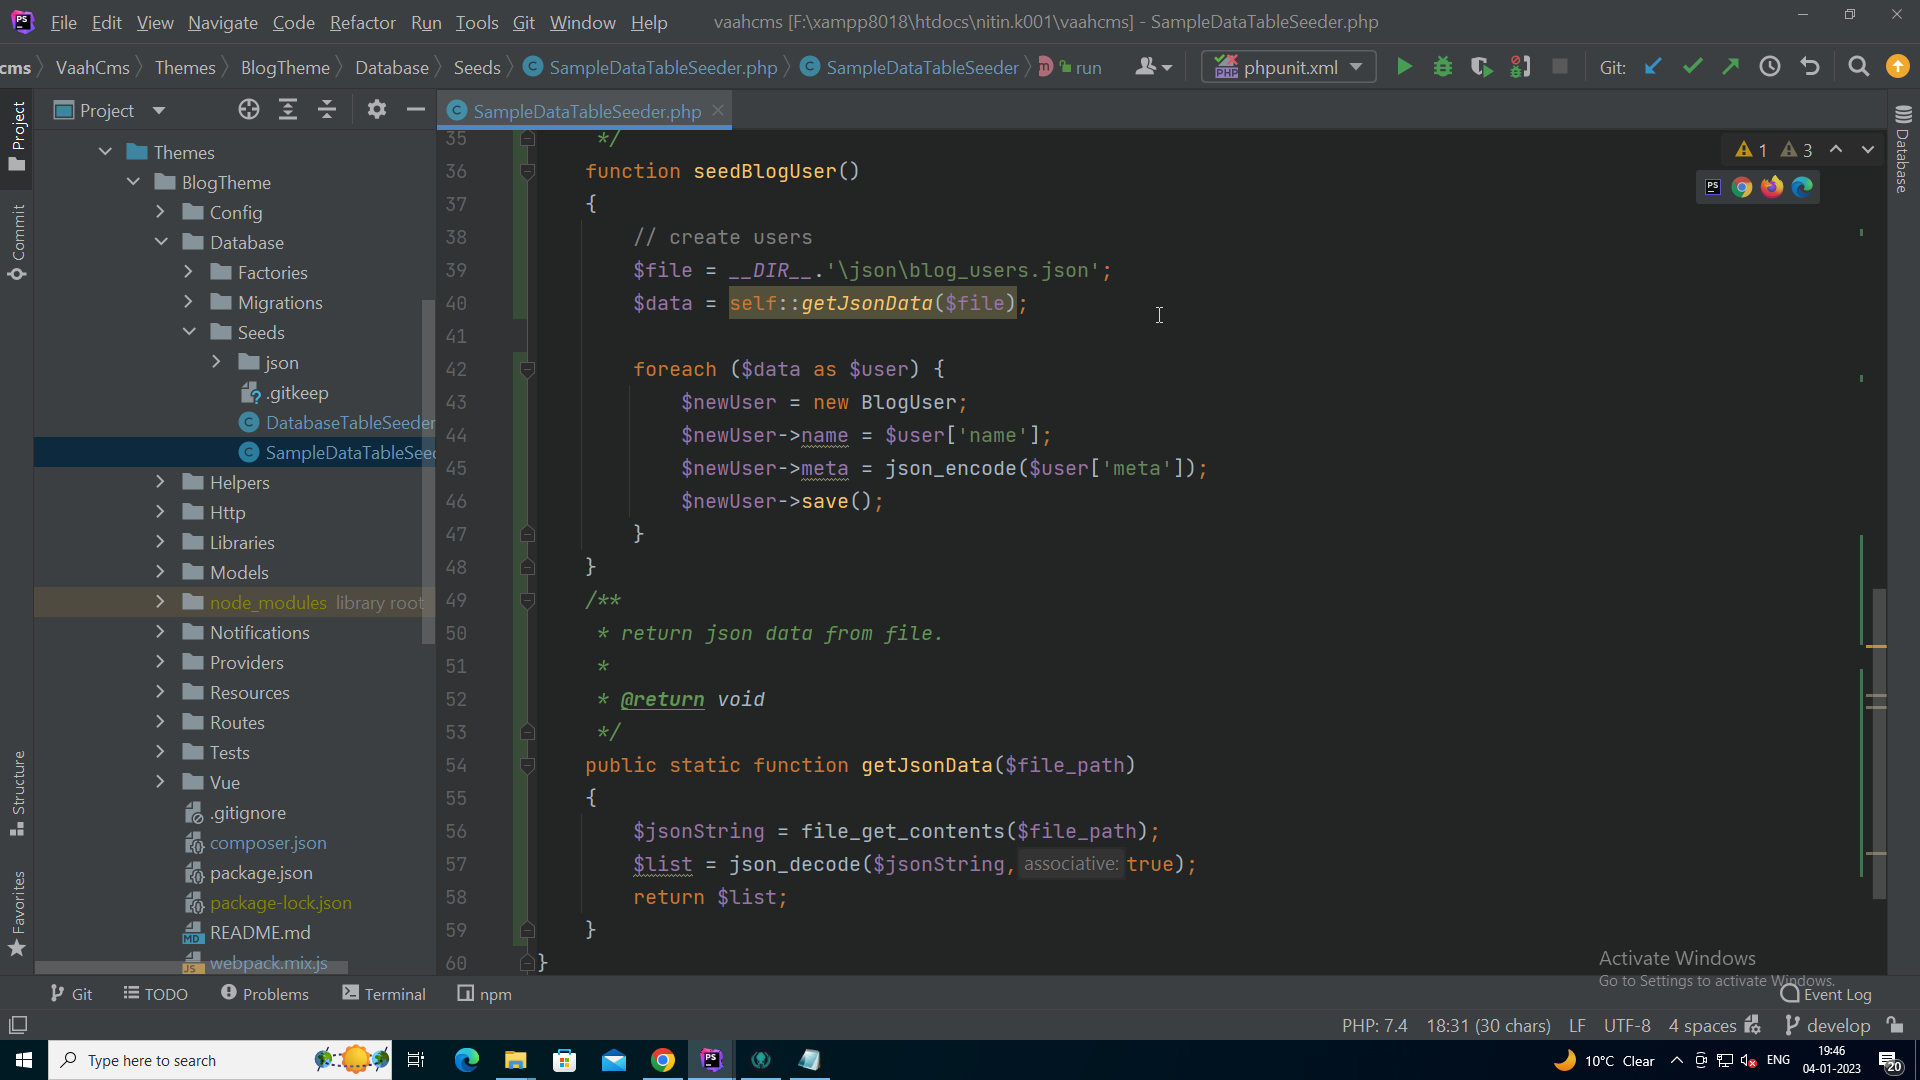 File Edit View Navigate Code Refactor Run Tools Git Window Help vaahcms [F:\xampp8018\htdocs\nitin.k001\vaahcms] - SampleDataTableSeeder.php
cms VaahCms Themes BlogTheme Database Seeds SampleDataTableSeeder.php SampleDataTableSeeder run phpunit.xml Git:
Project
SampleDataTableSeeder.php
Project
Commit
Structure
Favorites
Database
Themes
BlogTheme
Config
Database
Factories
Migrations
Seeds
json
.gitkeep
DatabaseTableSeeder
SampleDataTableSeed
Helpers
Http
Libraries
Models
node_modules library root
Notifications
Providers
Resources
Routes
Tests
Vue
.gitignore
composer.json
package.json
package-lock.json
README.md
webpack.mix.js
1 3
35 */
36 function seedBlogUser()
37 {
38 // create users
39 $file = __DIR__.'\json\blog_users.json';
40 $data = self::getJsonData($file);
41
42 foreach ($data as $user) {
43 $newUser = new BlogUser;
44 $newUser->name = $user['name'];
45 $newUser->meta = json_encode($user['meta']);
46 $newUser->save();
47 }
48 }
49 /**
50 * return json data from file.
51 *
52 * @return void
53 */
54 public static function getJsonData($file_path)
55 {
56 $jsonString = file_get_contents($file_path);
57 $list = json_decode($jsonString, associative: true);
58 return $list;
59 }
60 }
Activate Windows
Go to Settings to activate Windows.
Git TODO Problems Terminal npm Event Log
PHP: 7.4 18:31 (30 chars) LF UTF-8 4 spaces develop
Type here to search
10°C Clear ENG 19:46
04-01-2023 20